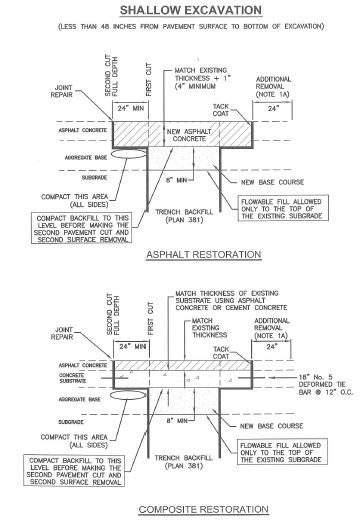 SHALLOW EXCAVATION
(LESS THAN 48 INCHES FROM PAVEMENT SURFACE TO BOTTOM OF EXCAVATION)
SECOND CUT
FULL DEPTH
FIRST CUT
MATCH EXISTING
THICKNESS + 1"
(4" MINIMUM)
ADDITIONAL
REMOVAL
(NOTE 1A)
JOINT
REPAIR
24" MIN
TACK
COAT
24"
ASPHALT CONCRETE
NEW ASPHALT
CONCRETE
AGGREGATE BASE
SUBGRADE
8" MIN
NEW BASE COURSE
COMPACT THIS AREA
(ALL SIDES)
FLOWABLE FILL ALLOWED
ONLY TO THE TOP OF
THE EXISTING SUBGRADE
COMPACT BACKFILL TO THIS
LEVEL BEFORE MAKING THE
SECOND PAVEMENT CUT AND
SECOND SURFACE REMOVAL
TRENCH BACKFILL
(PLAN 381)
ASPHALT RESTORATION
MATCH THICKNESS OF EXISTING
SUBSTRATE USING ASPHALT
CONCRETE OR CEMENT CONCRETE
SECOND CUT
FULL DEPTH
FIRST CUT
MATCH
EXISTING
THICKNESS
ADDITIONAL
REMOVAL
(NOTE 1A)
JOINT
REPAIR
24" MIN
TACK
COAT
24"
ASPHALT CONCRETE
CONCRETE
SUBSTRATE
18" No. 5
DEFORMED TIE
BAR @ 12" O.C.
AGGREGATE BASE
SUBGRADE
8" MIN
NEW BASE COURSE
COMPACT THIS AREA
(ALL SIDES)
FLOWABLE FILL ALLOWED
ONLY TO THE TOP OF
THE EXISTING SUBGRADE
COMPACT BACKFILL TO THIS
LEVEL BEFORE MAKING THE
SECOND PAVEMENT CUT AND
SECOND SURFACE REMOVAL
TRENCH BACKFILL
(PLAN 381)
COMPOSITE RESTORATION